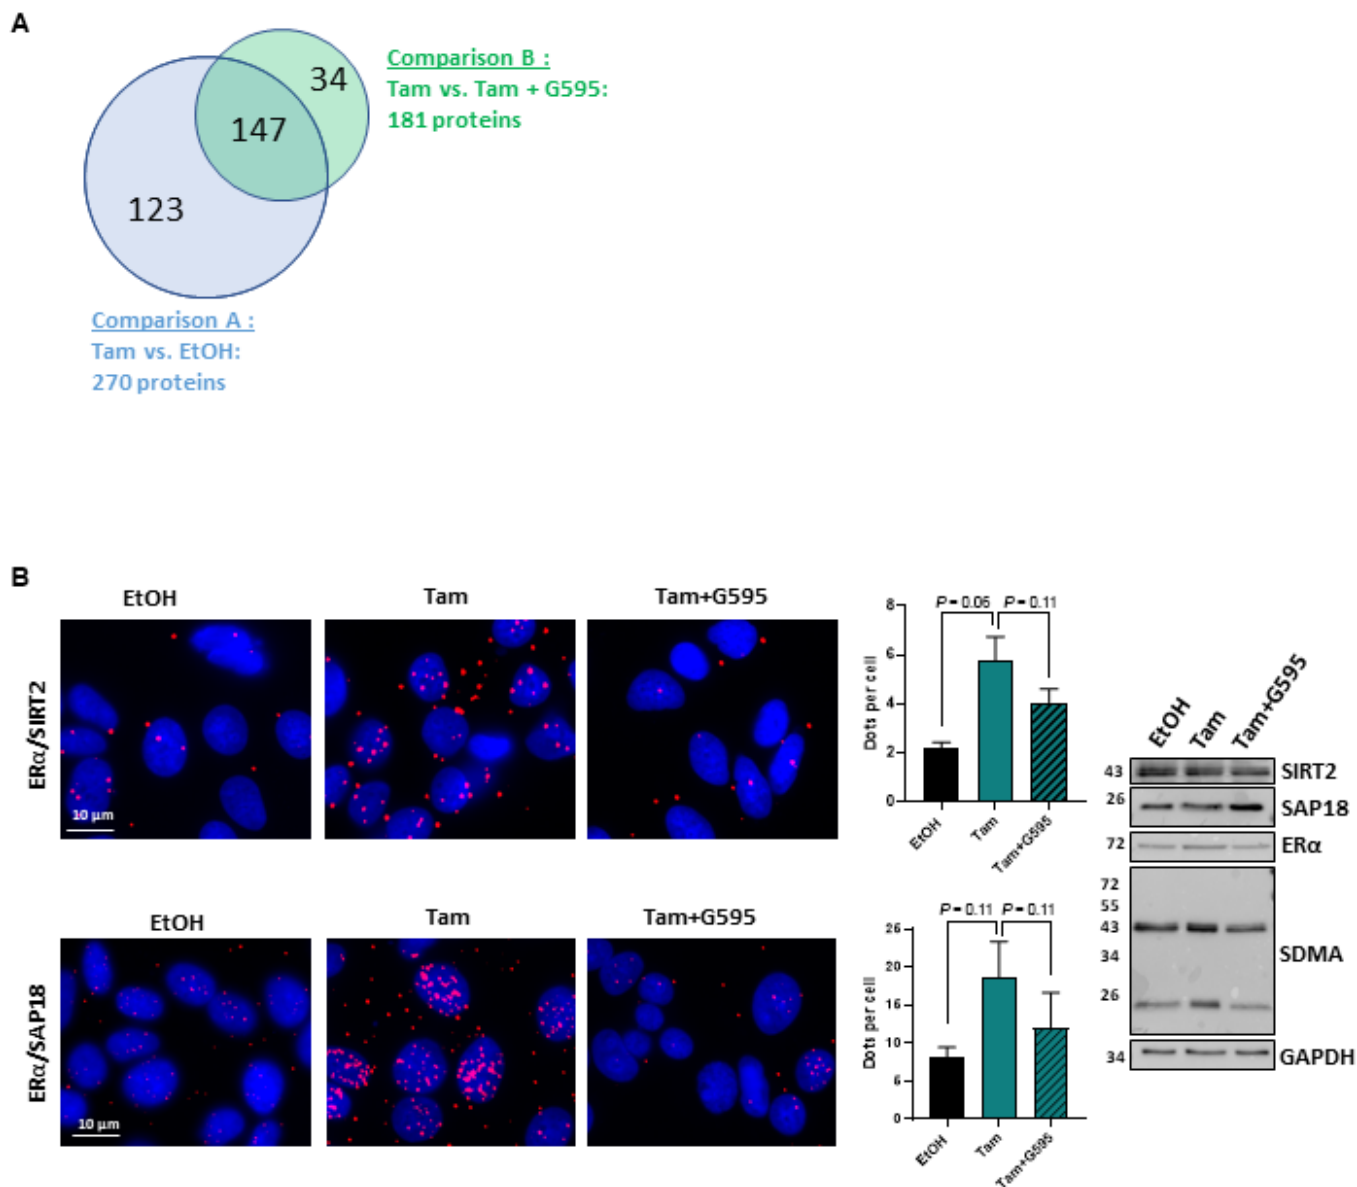 A
34
147
123
Comparison B :
Tam vs. Tam + G595:
181 proteins
Comparison A :
Tam vs. EtOH:
270 proteins
B
EtOH
Tam
Tam+G595
ERα/SIRT2
10 µm
P = 0.06 P = 0.11
8
6
4
2
0
Dots per cell
EtOH
Tam
Tam+G595
EtOH
Tam
Tam+G595
ERα/SAP18
10 µm
P = 0.11 P = 0.11
26
20
16
10
5
0
Dots per cell
EtOH
Tam
Tam+G595
EtOH
Tam
Tam+G595
43 SIRT2
26 SAP18
72 ERα
72
55
43
34 SDMA
26
34 GAPDH